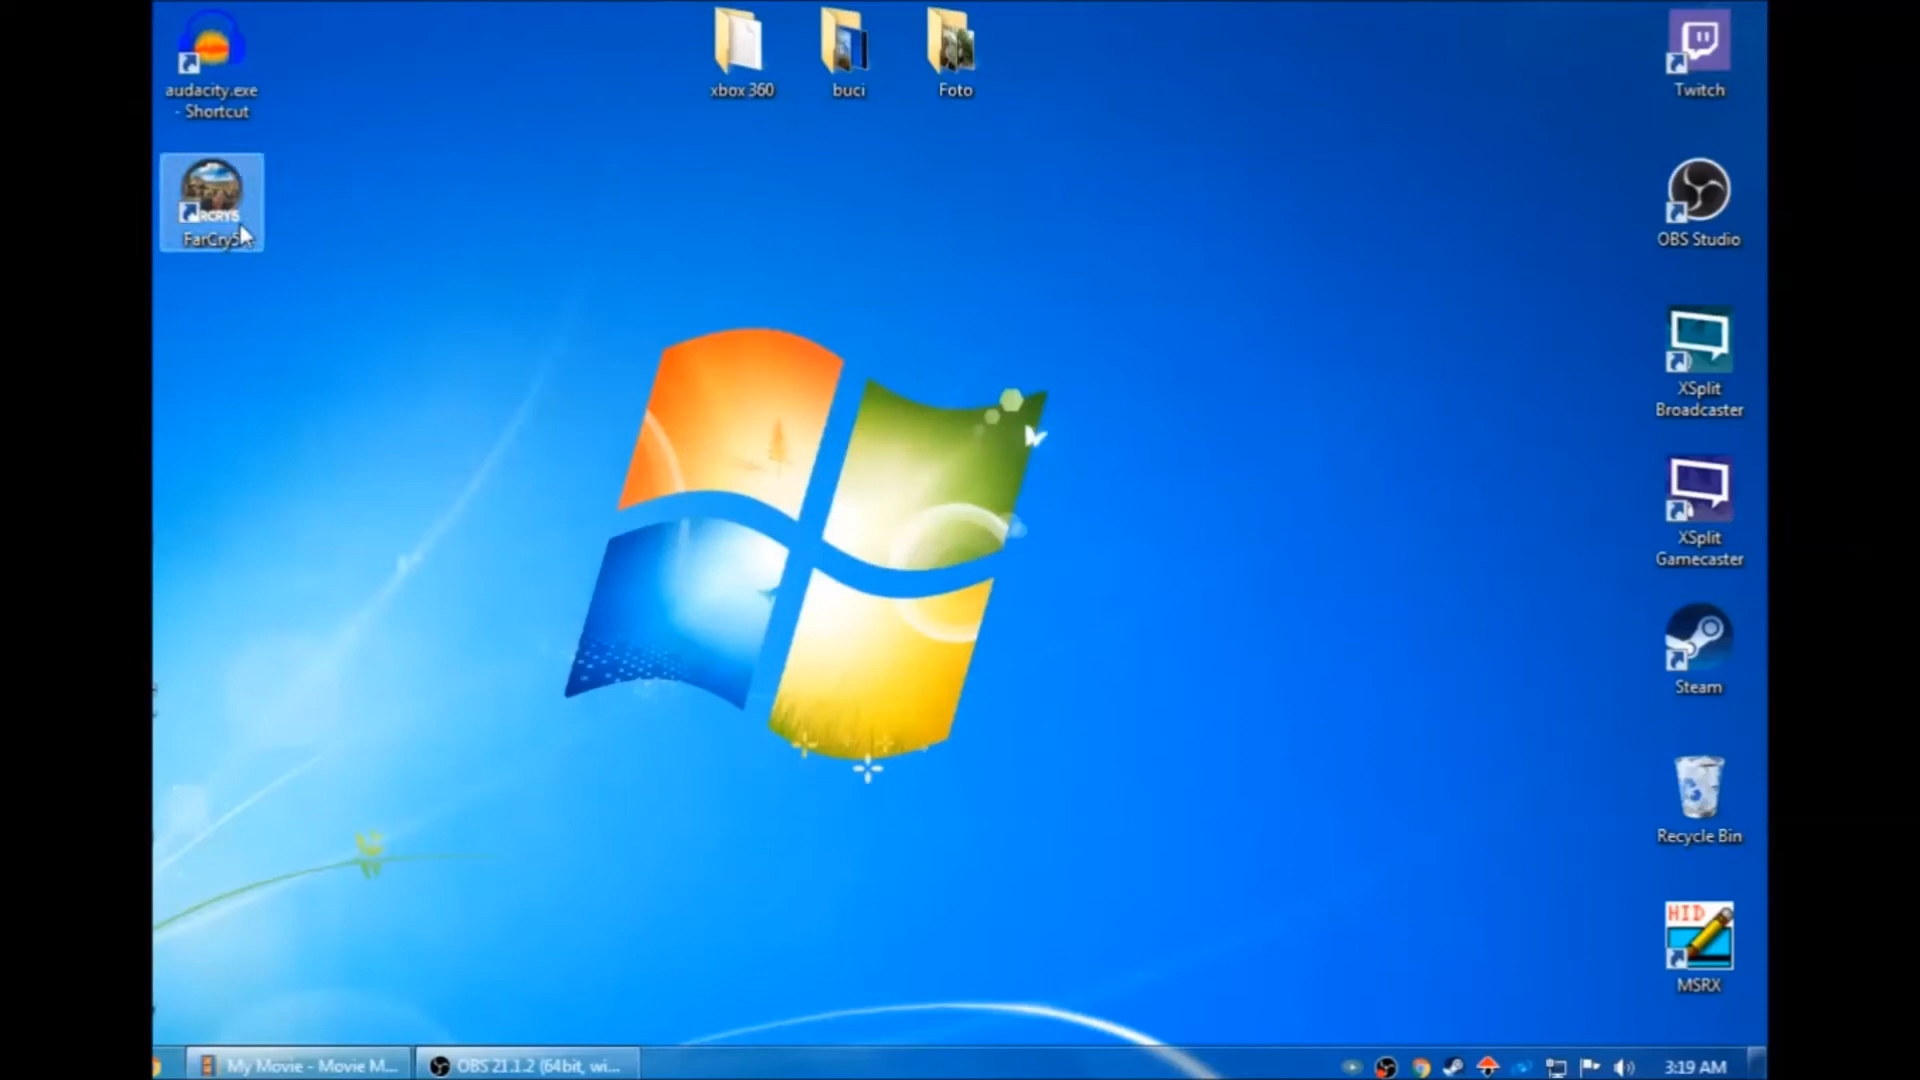 audacity.exe
- Shortcut
xbox 360
buci
Foto
Twitch
RCRY5
FarCry5
OBS Studio
XSplit
Broadcaster
XSplit
Gamecaster
Steam
Recycle Bin
HID
MSRX
My Movie - Movie M...
OBS 21.1.2 (64bit, wi...
3:19 AM